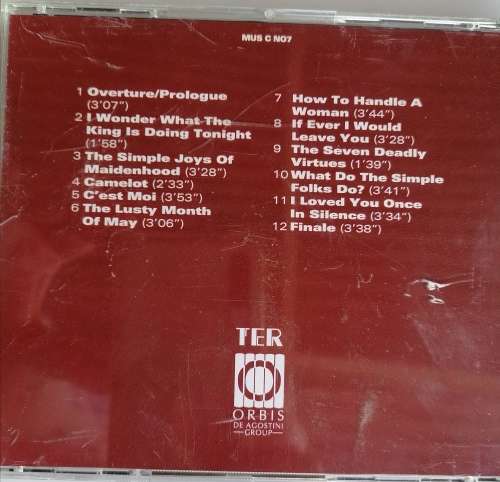 MUS C NO7
1 Overture/Prologue
(3'07")
2 I Wonder What The
King Is Doing Tonight
(1'58")
3 The Simple Joys Of
Maidenhood (3'28")
4 Camelot (2'33")
5 C'est Moi (3'53")
6 The Lusty Month
Of May (3'06")
7 How To Handle A
Woman (3'44")
8 If Ever I Would
Leave You (3'28")
9 The Seven Deadly
Virtues (1'39")
10 What Do The Simple
Folks Do? (3'41")
11 I Loved You Once
In Silence (3'34")
12 Finale (3'38")
TER
ORBIS
DE AGOSTINI
GROUP